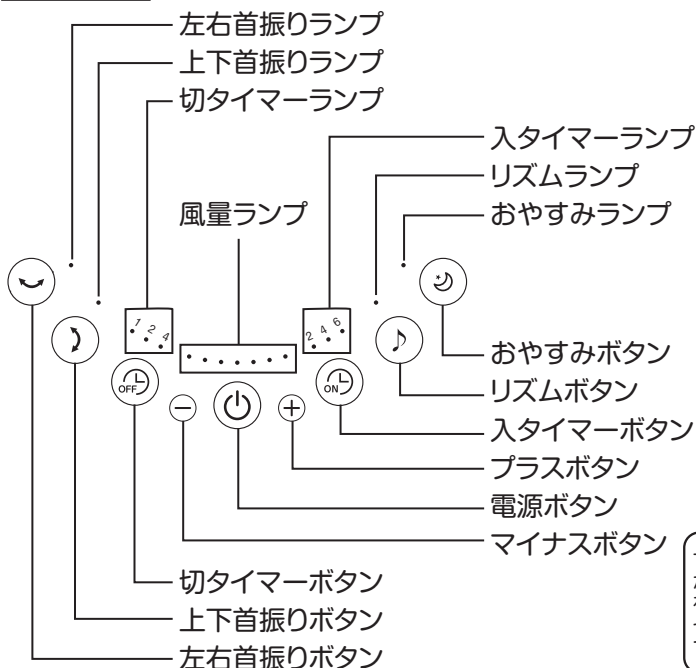 左右首振りランプ
上下首振りランプ
切タイマーランプ
入タイマーランプ
リズムランプ
おやすみランプ
風量ランプ
1 2 4
2 4 6
OFF
ON
おやすみボタン
リズムボタン
入タイマーボタン
プラスボタン
電源ボタン
マイナスボタン
切タイマーボタン
上下首振りボタン
左右首振りボタン